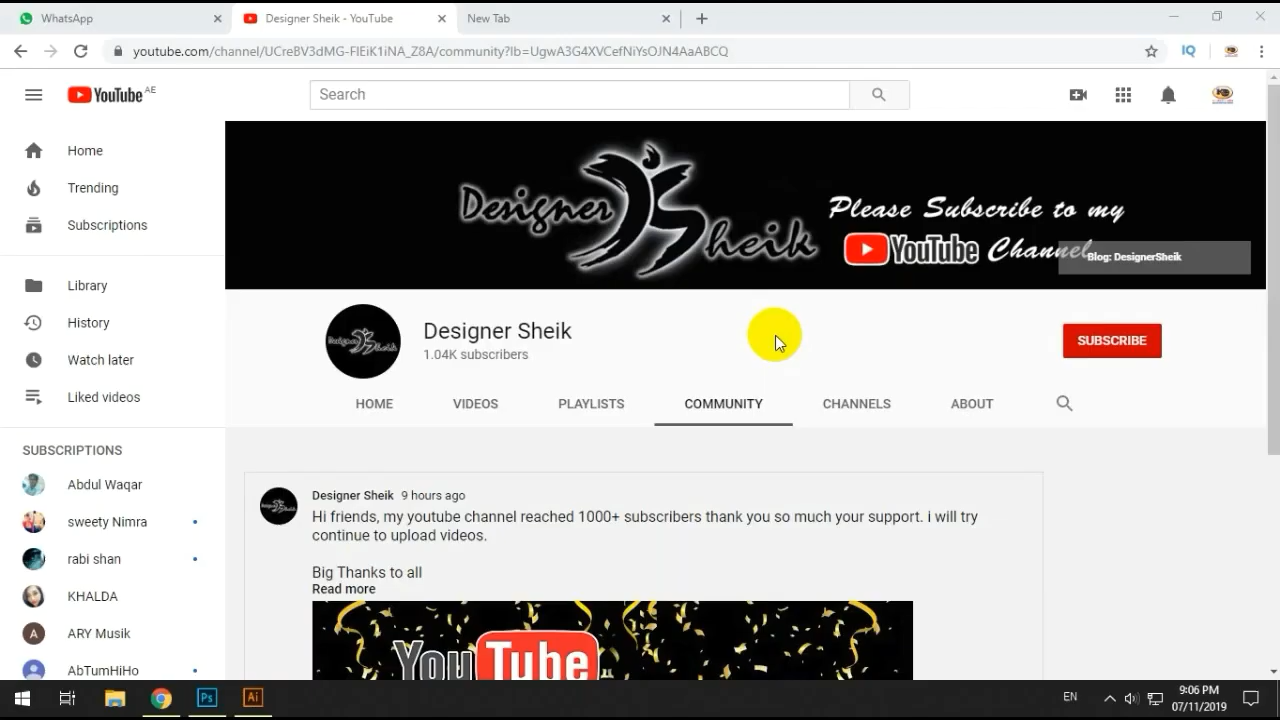 WhatsApp
Designer Sheik - YouTube
New Tab
youtube.com/channel/UCreBV3dMG-FlEiK1iNA_Z8A/community?lb=UgwA3G4XVCefNiYsOJN4AaABCQ
IQ
YouTube AE
Search
Home
Trending
Subscriptions
Library
History
Watch later
Liked videos
SUBSCRIPTIONS
Abdul Waqar
sweety Nimra
rabi shan
KHALDA
A ARY Musik
AbTumHiHo
Designer Sheik
Please Subscribe to my
YouTube Channel
Blog: DesignerSheik
Designer Sheik
1.04K subscribers
SUBSCRIBE
HOME VIDEOS PLAYLISTS COMMUNITY CHANNELS ABOUT
Designer Sheik 9 hours ago
Hi friends, my youtube channel reached 1000+ subscribers thank you so much your support. i will try
continue to upload videos.
Big Thanks to all
Read more
YouTube
Ps
Ai
EN
9:06 PM
07/11/2019